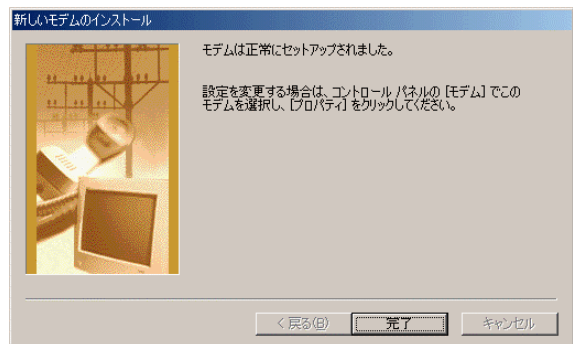 新しいモデムのインストール
モデムは正常にセットアップされました。
設定を変更する場合は、コントロール パネルの [モデム] でこの
モデムを選択し、[プロパティ] をクリックしてください。
< 戻る(B)
完了
キャンセル